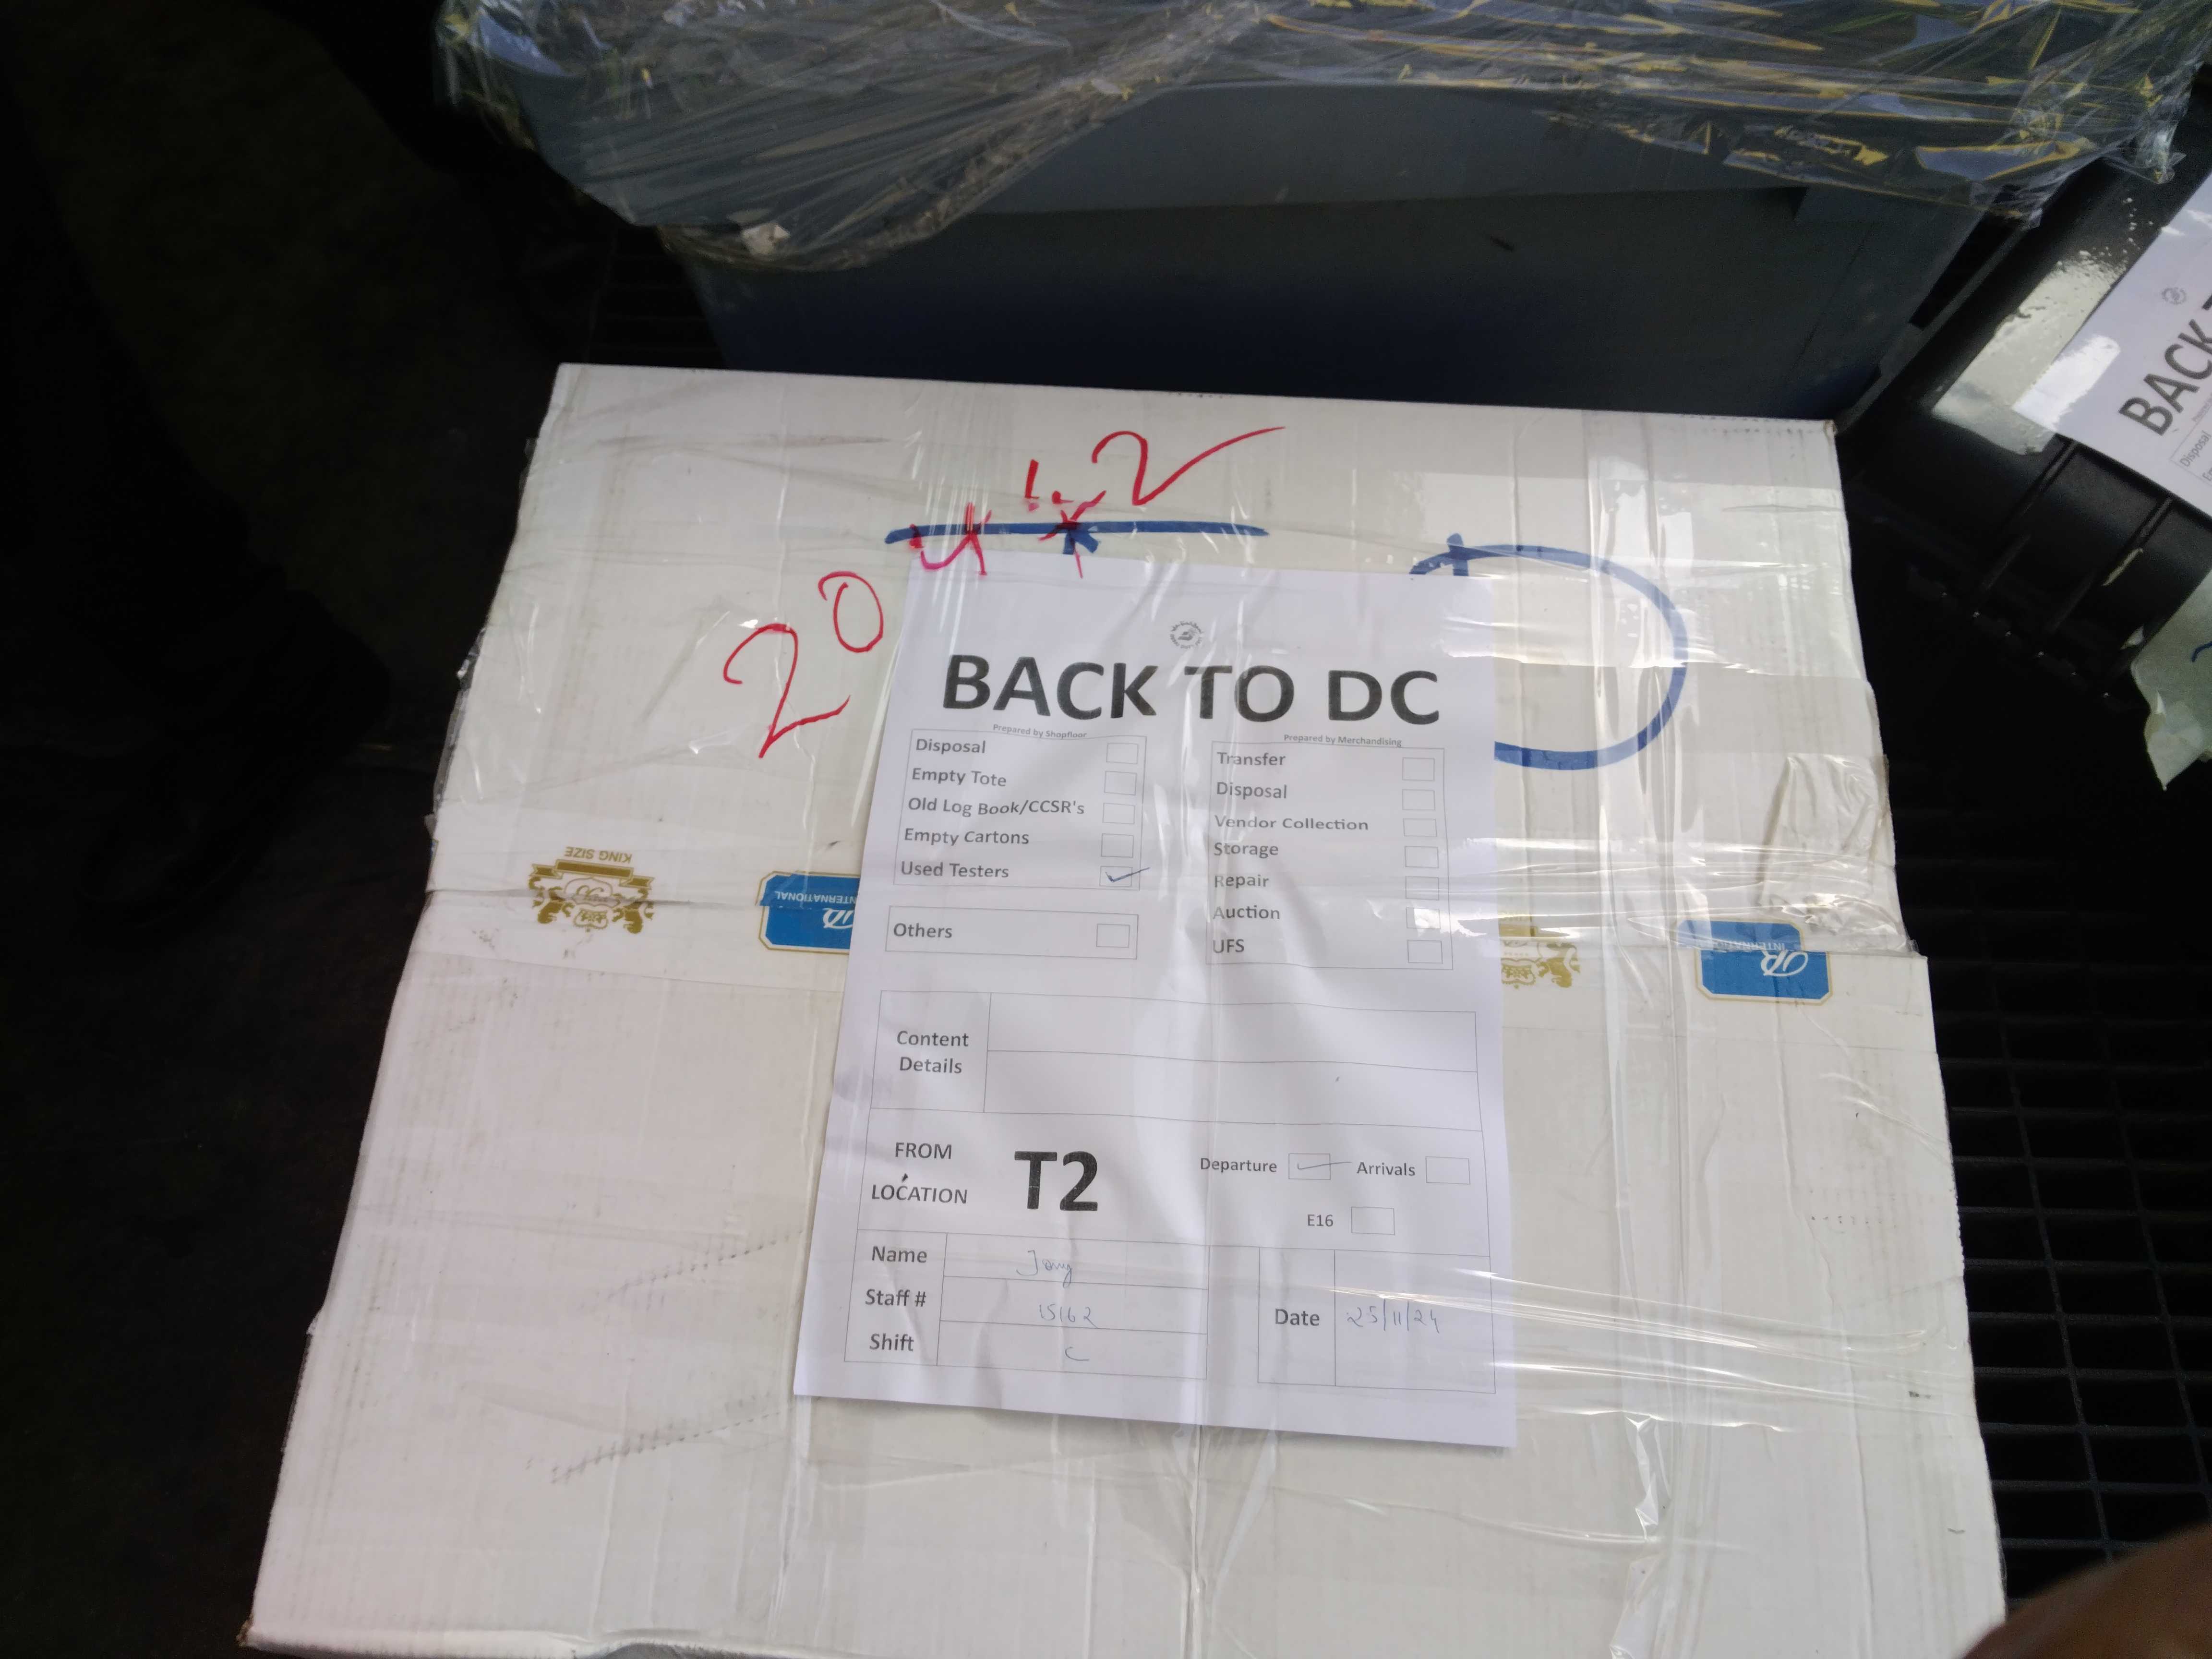 20
BACK TO DC
Prepared by Shopfloor
Disposal
Empty Tote
Old Log Book/CCSR's
Empty Cartons
Used Testers
Others
Prepared by Merchandising
Transfer
Disposal
Vendor Collection
Storage
Repair
Auction
UFS
Content
Details
FROM
LOCATION
T2
Departure
Arrivals
E16
Name
Staff #
15162
Shift
C
Date
25/11/24
KING SIZE
INTERNATIONAL
BACK
Disposal